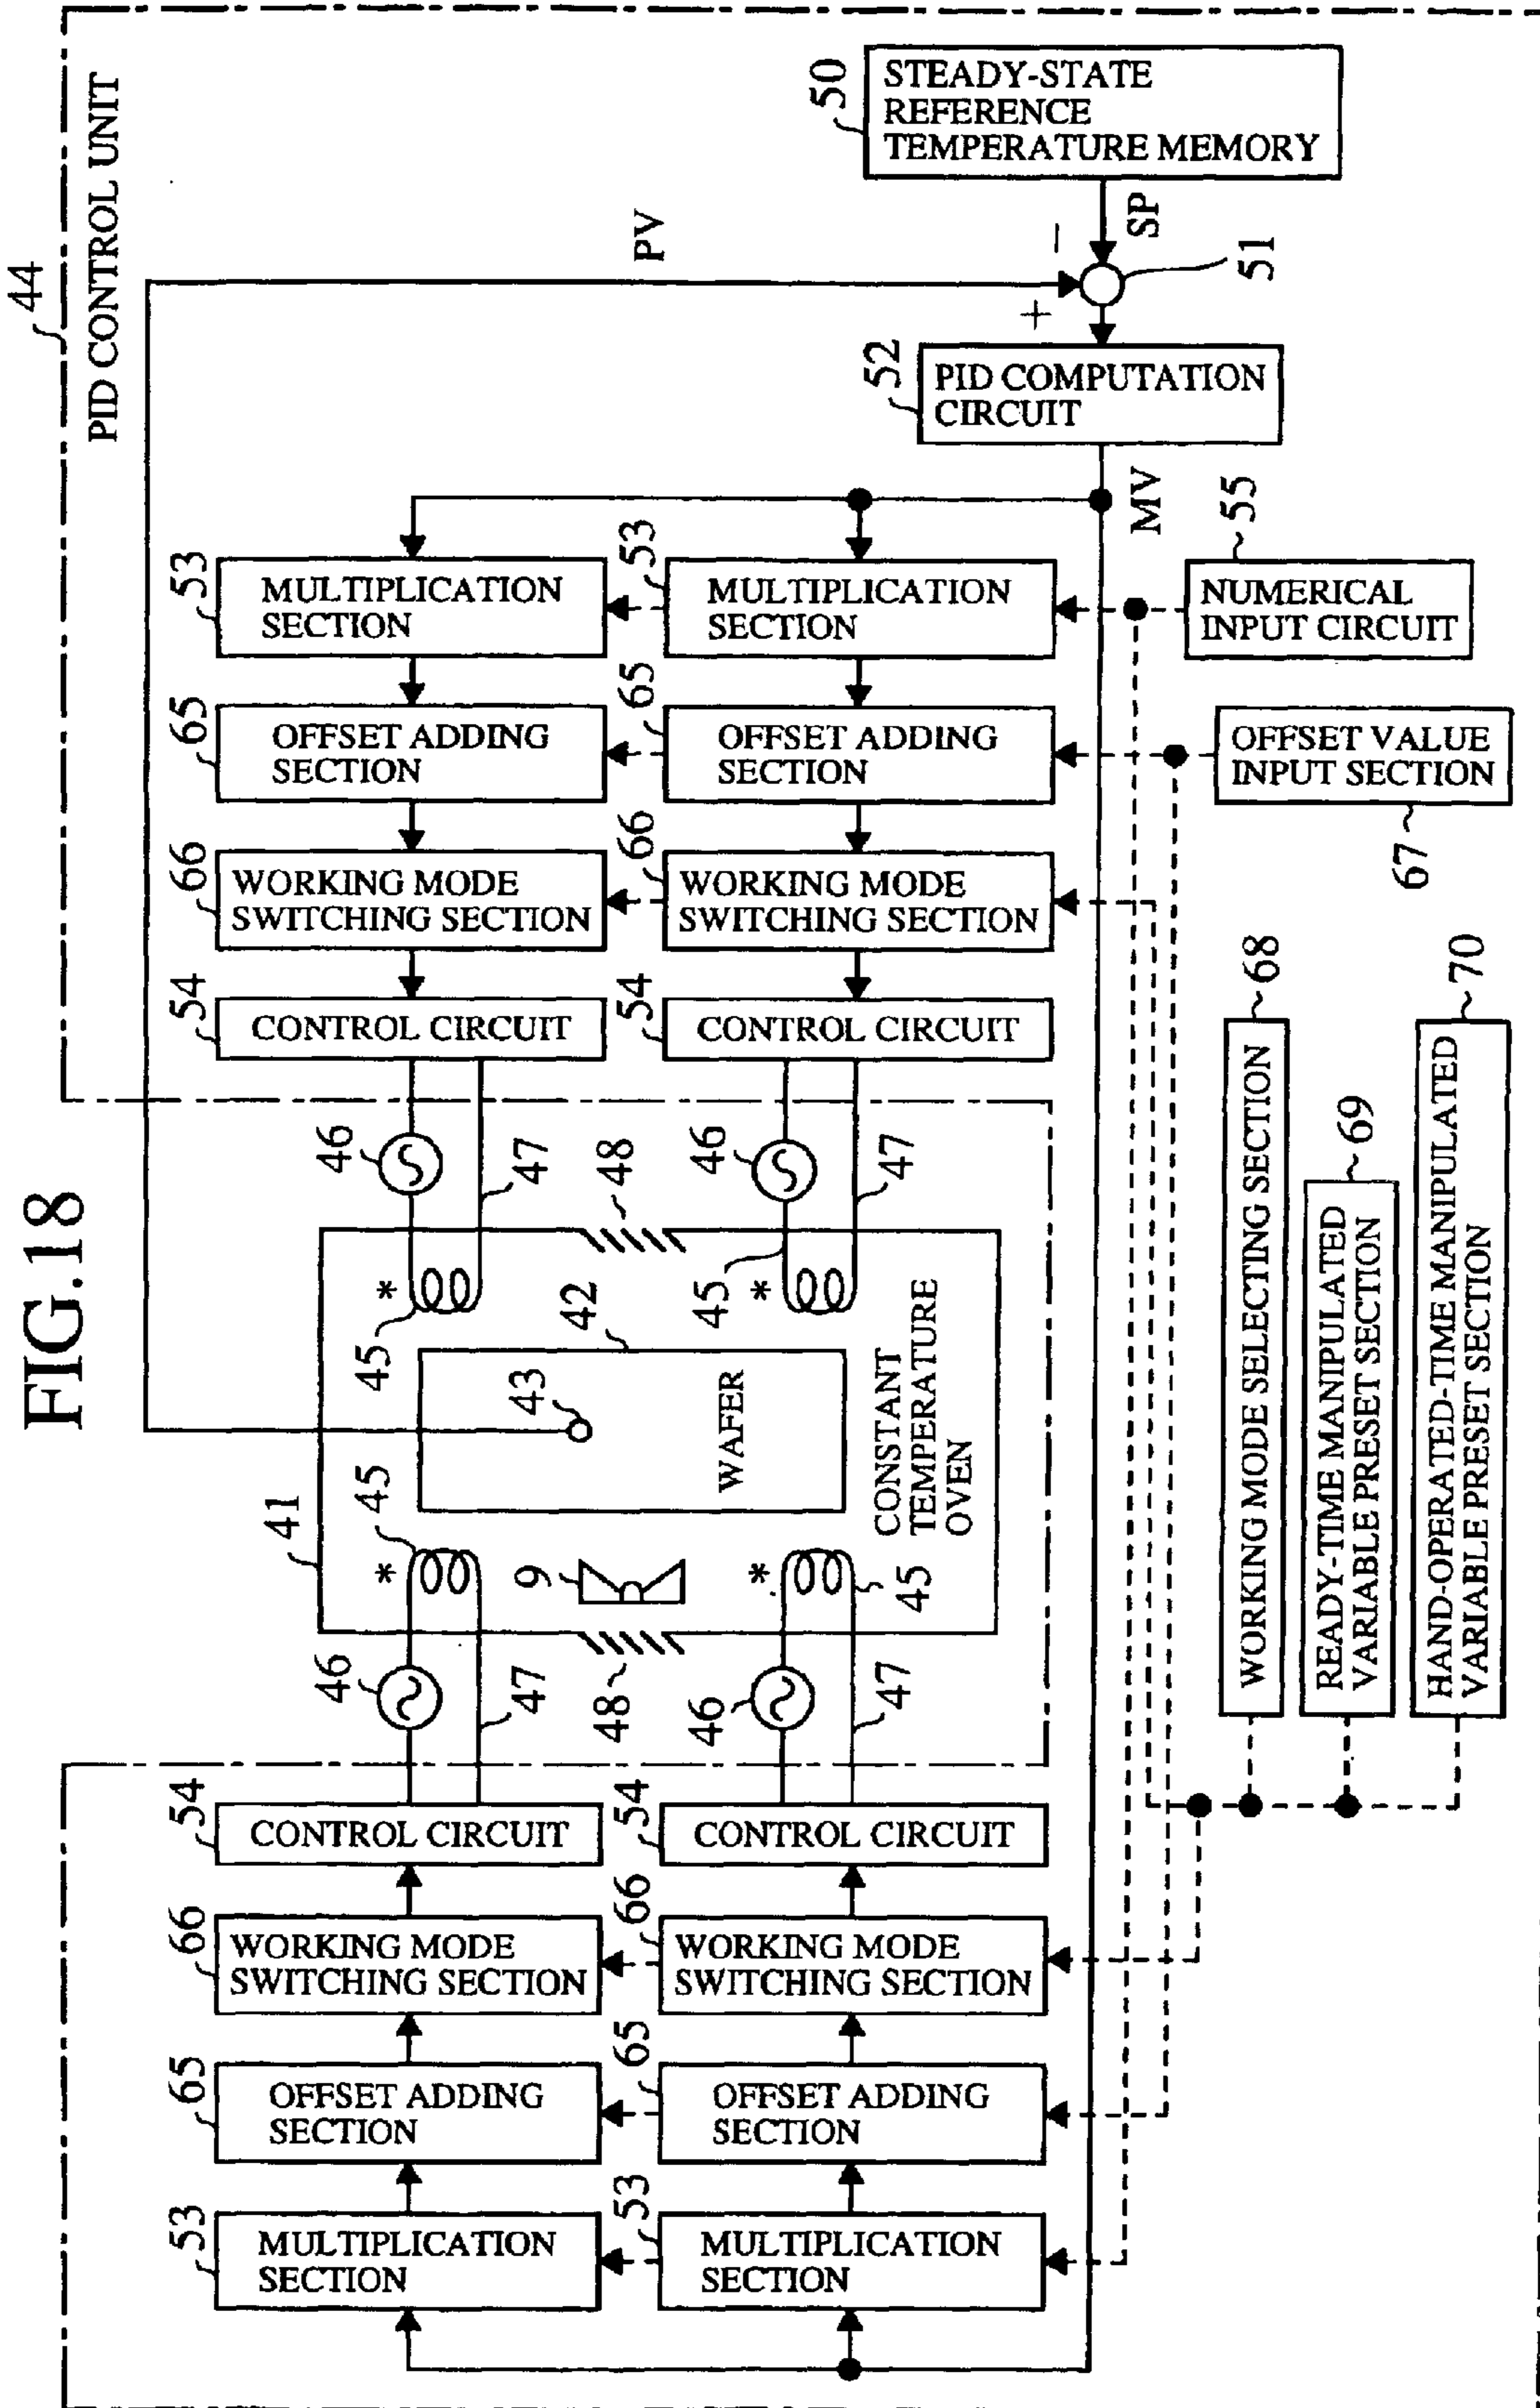 FIG.18
44
PID CONTROL UNIT
50
STEADY-STATE
REFERENCE
TEMPERATURE MEMORY
PV
SP
−
+
51
52
PID COMPUTATION
CIRCUIT
MV
53
MULTIPLICATION
SECTION
53
MULTIPLICATION
SECTION
55
NUMERICAL
INPUT CIRCUIT
65
OFFSET ADDING
SECTION
65
OFFSET ADDING
SECTION
OFFSET VALUE
INPUT SECTION
67
66
WORKING MODE
SWITCHING SECTION
66
WORKING MODE
SWITCHING SECTION
54
CONTROL CIRCUIT
54
CONTROL CIRCUIT
46
47
46
47
48
45
*
45
*
42
43
WAFER
CONSTANT
TEMPERATURE
OVEN
41
45
*
9
*
45
46
47
48
46
47
WORKING MODE SELECTING SECTION
68
READY-TIME MANIPULATED
VARIABLE PRESET SECTION
69
HAND-OPERATED-TIME MANIPULATED
VARIABLE PRESET SECTION
70
54
CONTROL CIRCUIT
54
CONTROL CIRCUIT
66
WORKING MODE
SWITCHING SECTION
66
WORKING MODE
SWITCHING SECTION
65
OFFSET ADDING
SECTION
65
OFFSET ADDING
SECTION
53
MULTIPLICATION
SECTION
53
MULTIPLICATION
SECTION